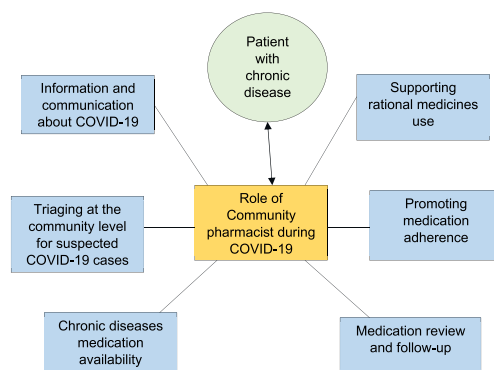 Patient
with
chronic
disease
Information and
communication
about COVID-19
Supporting
rational medicines
use
Triaging at the
community level
for suspected
COVID-19 cases
Role of
Community
pharmacist during
COVID-19
Promoting
medication
adherence
Chronic diseases
medication
availability
Medication review
and follow-up